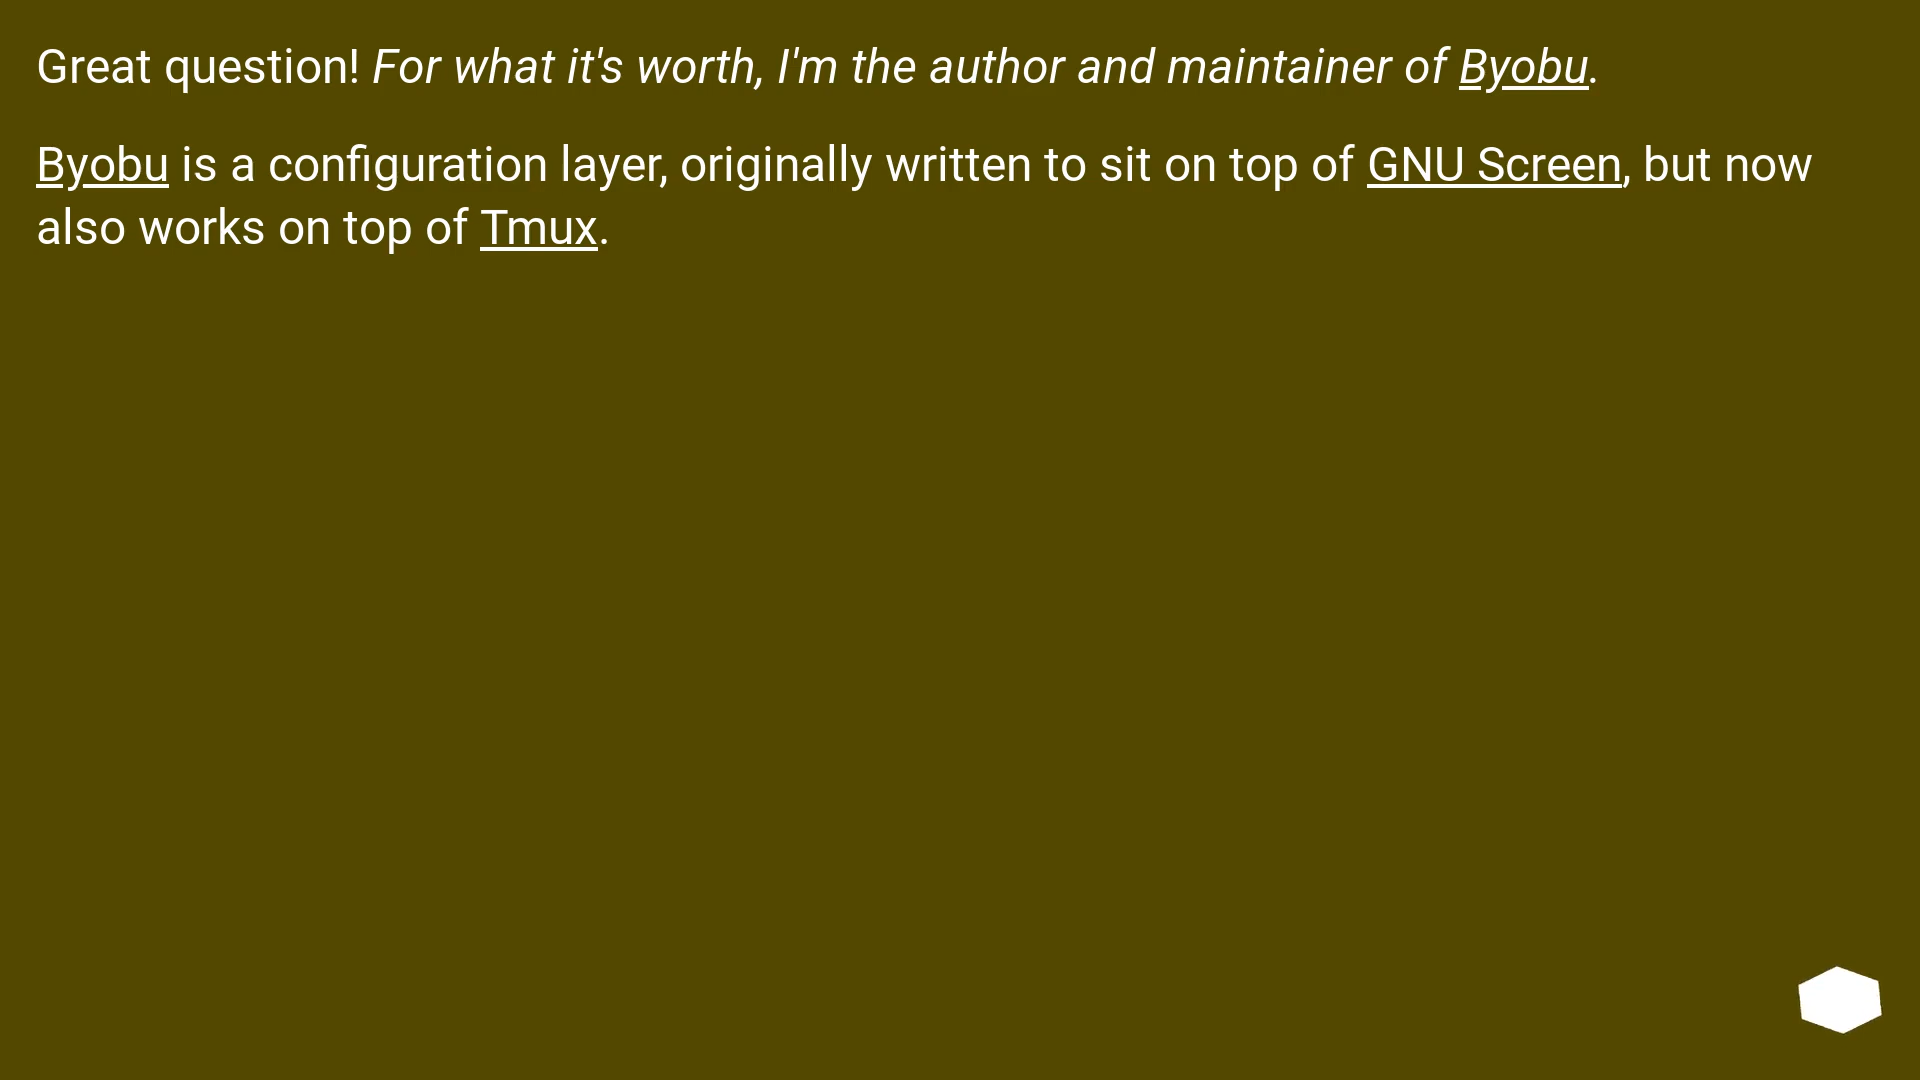 Great question! For what it's worth, I'm the author and maintainer of Byobu.
Byobu is a configuration layer, originally written to sit on top of GNU Screen, but now
also works on top of Tmux.